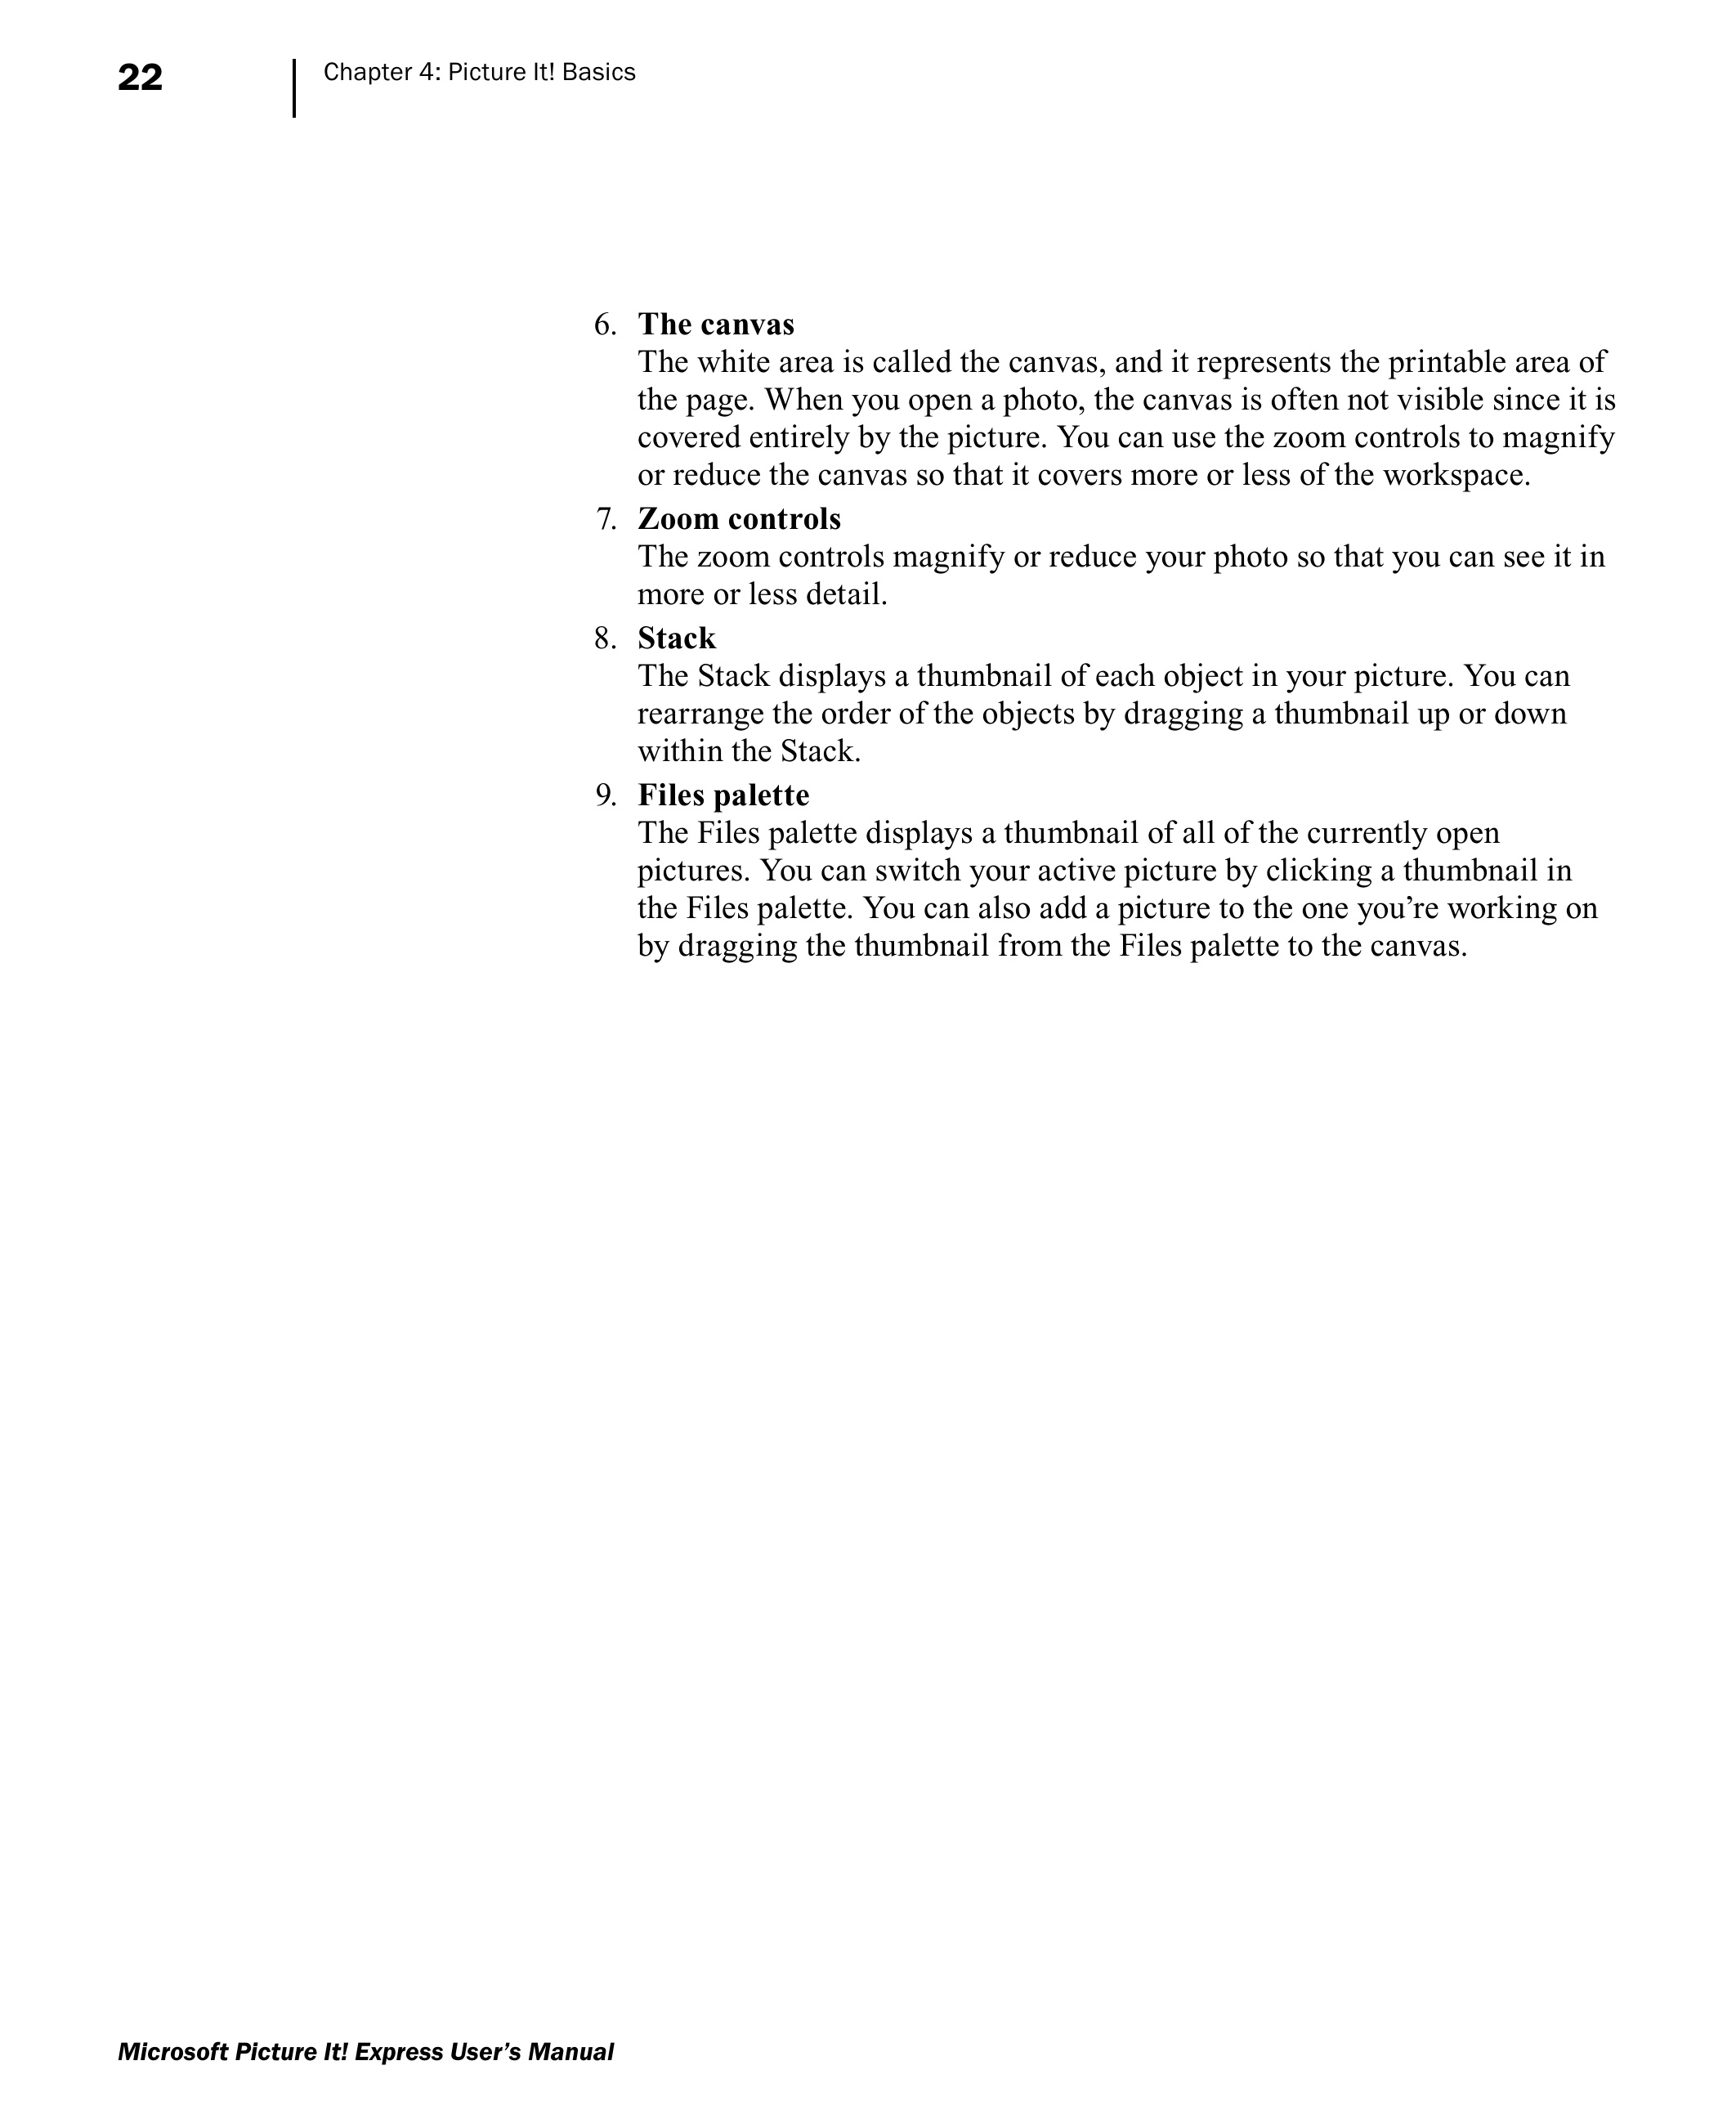 22
Chapter 4: Picture It! Basics
6. The canvas
The white area is called the canvas, and it represents the printable area of
the page. When you open a photo, the canvas is often not visible since it is
covered entirely by the picture. You can use the zoom controls to magnify
or reduce the canvas so that it covers more or less of the workspace.
7. Zoom controls
The zoom controls magnify or reduce your photo so that you can see it in
more or less detail.
8. Stack
The Stack displays a thumbnail of each object in your picture. You can
rearrange the order of the objects by dragging a thumbnail up or down
within the Stack.
9. Files palette
The Files palette displays a thumbnail of all of the currently open
pictures. You can switch your active picture by clicking a thumbnail in
the Files palette. You can also add a picture to the one you’re working on
by dragging the thumbnail from the Files palette to the canvas.
Microsoft Picture It! Express User’s Manual